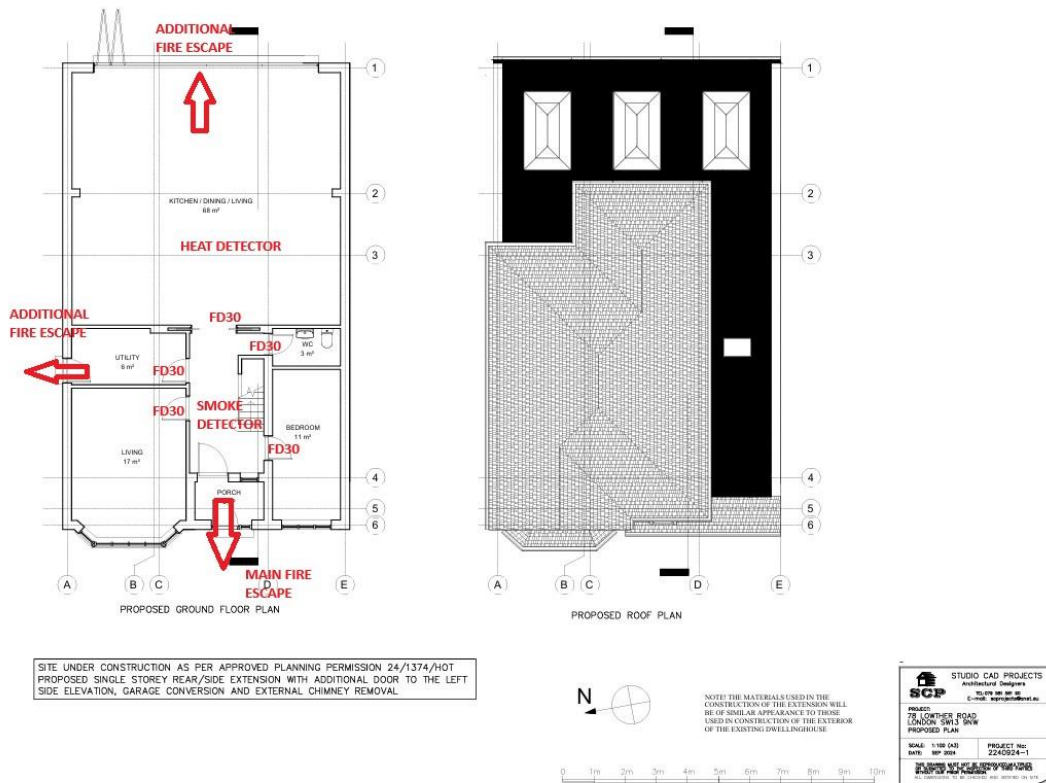 ADDITIONAL
FIRE ESCAPE
1
1
2
2
KITCHEN / DINING / LIVING
68 m²
HEAT DETECTOR
3
3
ADDITIONAL
FIRE ESCAPE
FD30
FD30
WC
3 m²
UTILITY
6 m²
FD30
FD30
SMOKE
DETECTOR
BEDROOM
11 m²
FD30
LIVING
17 m²
4
4
PORCH
5
5
6
6
MAIN FIRE
ESCAPE
A
B
C
D
E
A
B
C
D
E
PROPOSED GROUND FLOOR PLAN
PROPOSED ROOF PLAN
SITE UNDER CONSTRUCTION AS PER APPROVED PLANNING PERMISSION 24/1374/HOT
PROPOSED SINGLE STOREY REAR/SIDE EXTENSION WITH ADDITIONAL DOOR TO THE LEFT
SIDE ELEVATION, GARAGE CONVERSION AND EXTERNAL CHIMNEY REMOVAL
N
NOTE! THE MATERIALS USED IN THE
CONSTRUCTION OF THE EXTENSION WILL
BE OF SIMILAR APPEARANCE TO THOSE
USED IN CONSTRUCTION OF THE EXTERIOR
OF THE EXISTING DWELLINGHOUSE
0 1m 2m 3m 4m 5m 6m 7m 8m 9m 10m
STUDIO CAD PROJECTS
Architectural Designers
SCP
PROJECT:
78 LOWTHER ROAD
LONDON SW13 9NW
PROPOSED PLAN
SCALE: 1:100 (A3)
DATE: SEP 2024
PROJECT No:
2240924-1